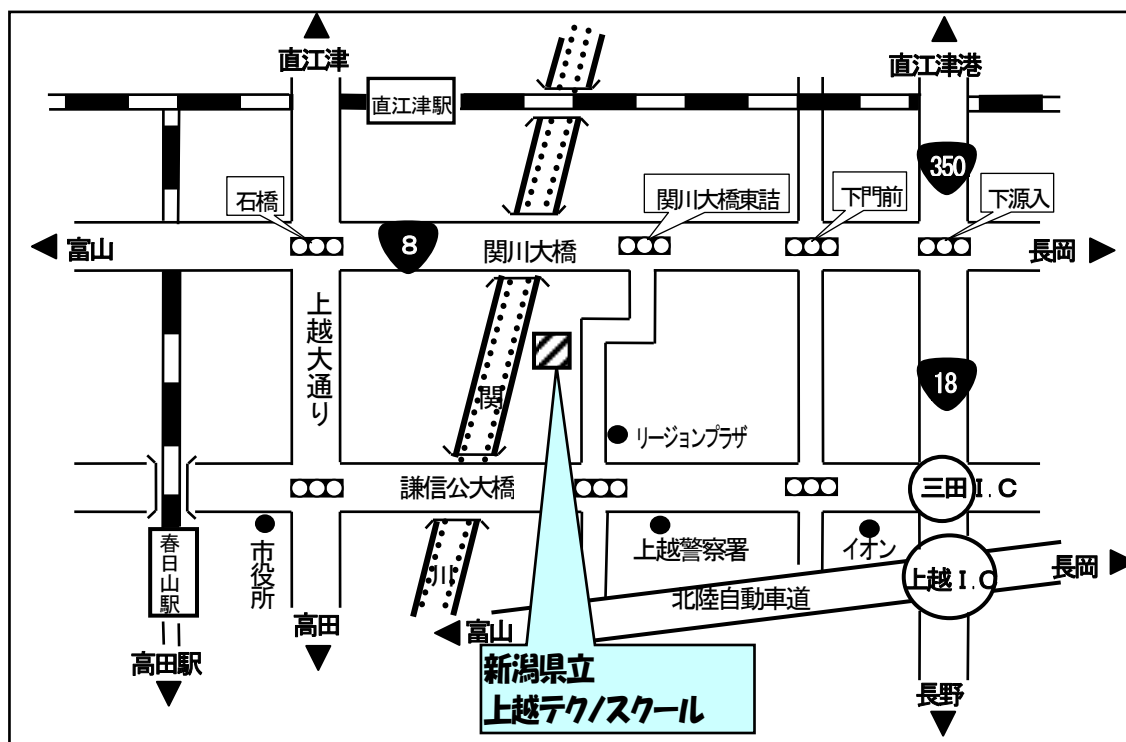 直江津
直江津港
直江津駅
350
石橋
関川大橋東詰
下門前
下源入
富山
8
関川大橋
長岡
上越大通り
18
関
リージョンプラザ
謙信公大橋
三田I.C
春日山駅
市役所
川
上越警察署
イオン
上越I.C
長岡
北陸自動車道
高田
富山
高田駅
新潟県立
上越テクノスクール
長野